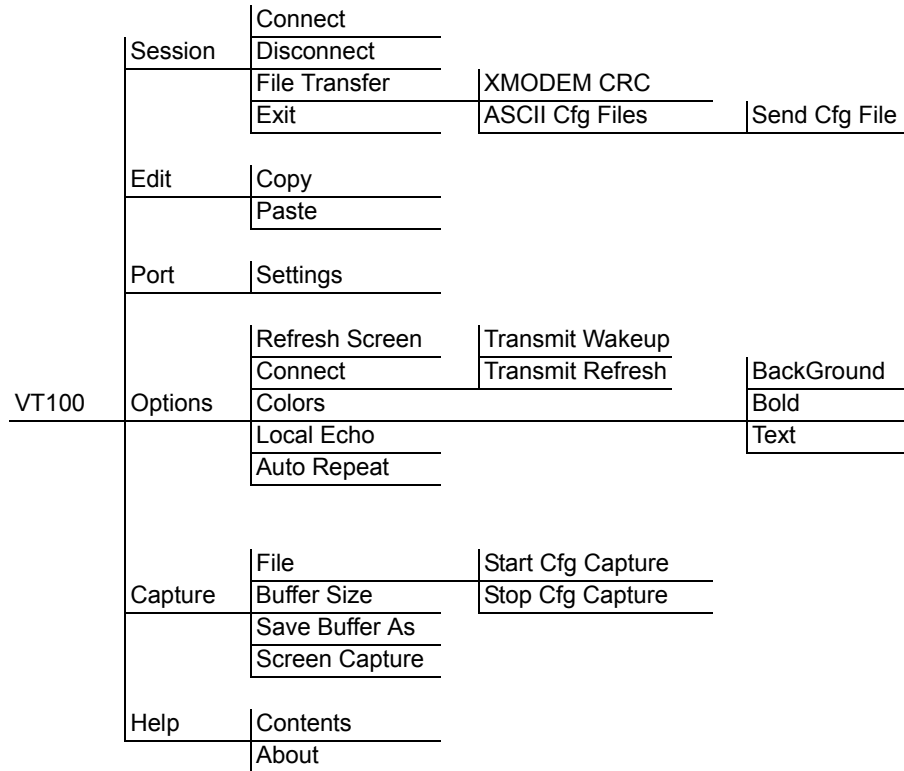 Connect
Session Disconnect
File Transfer XMODEM CRC
Exit ASCII Cfg Files Send Cfg File
Edit Copy
Paste
Port Settings
Refresh Screen Transmit Wakeup
Connect Transmit Refresh BackGround
VT100 Options Colors Bold
Local Echo Text
Auto Repeat
File Start Cfg Capture
Capture Buffer Size Stop Cfg Capture
Save Buffer As
Screen Capture
Help Contents
About